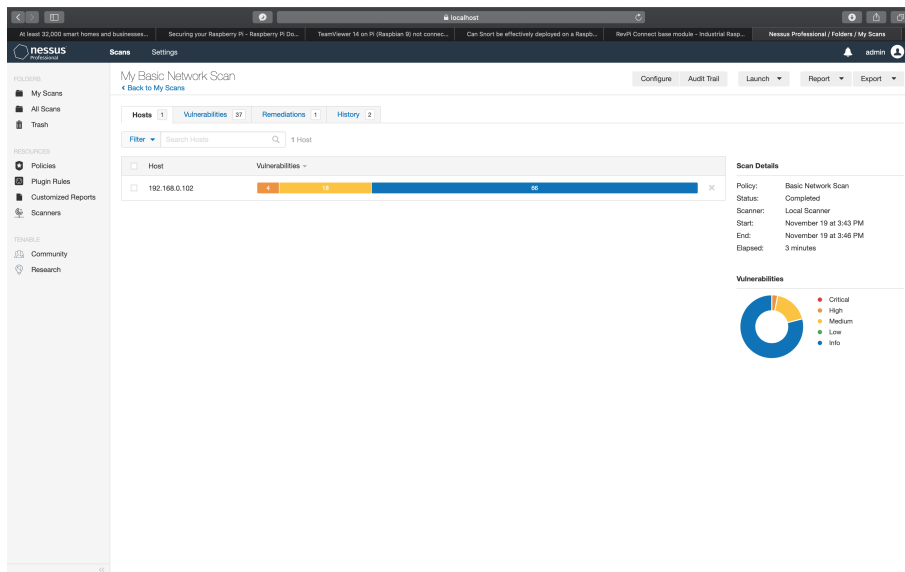 localhost
At least 32,000 smart homes and businesses...
Securing your Raspberry Pi - Raspberry Pi Do...
TeamViewer 14 on Pi (Raspbian 9) not connec...
Can Snort be effectively deployed on a Raspb...
RevPi Connect base module – Industrial Rasp...
Nessus Professional / Folders / My Scans
nessus
Professional
Scans
Settings
admin
FOLDERS
My Scans
All Scans
Trash
RESOURCES
Policies
Plugin Rules
Customized Reports
Scanners
TENABLE
Community
Research
My Basic Network Scan
< Back to My Scans
Configure
Audit Trail
Launch
Report
Export
Hosts 1
Vulnerabilities 37
Remediations 1
History 2
Filter
Search Hosts
1 Host
Host
Vulnerabilities
192.168.0.102
4
66
Scan Details
Policy: Basic Network Scan
Status: Completed
Scanner: Local Scanner
Start: November 19 at 3:43 PM
End: November 19 at 3:46 PM
Elapsed: 3 minutes
Vulnerabilities
Critical
High
Medium
Low
Info